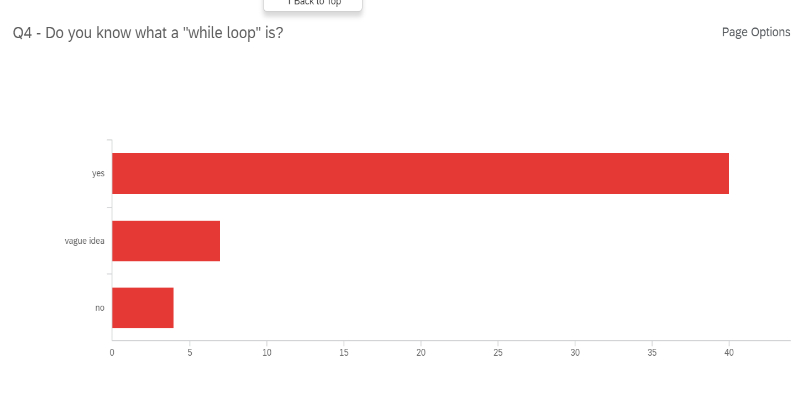 ↑ Back to Top
Q4 - Do you know what a "while loop" is?
Page Options
yes
vague idea
no
0 5 10 15 20 25 30 35 40